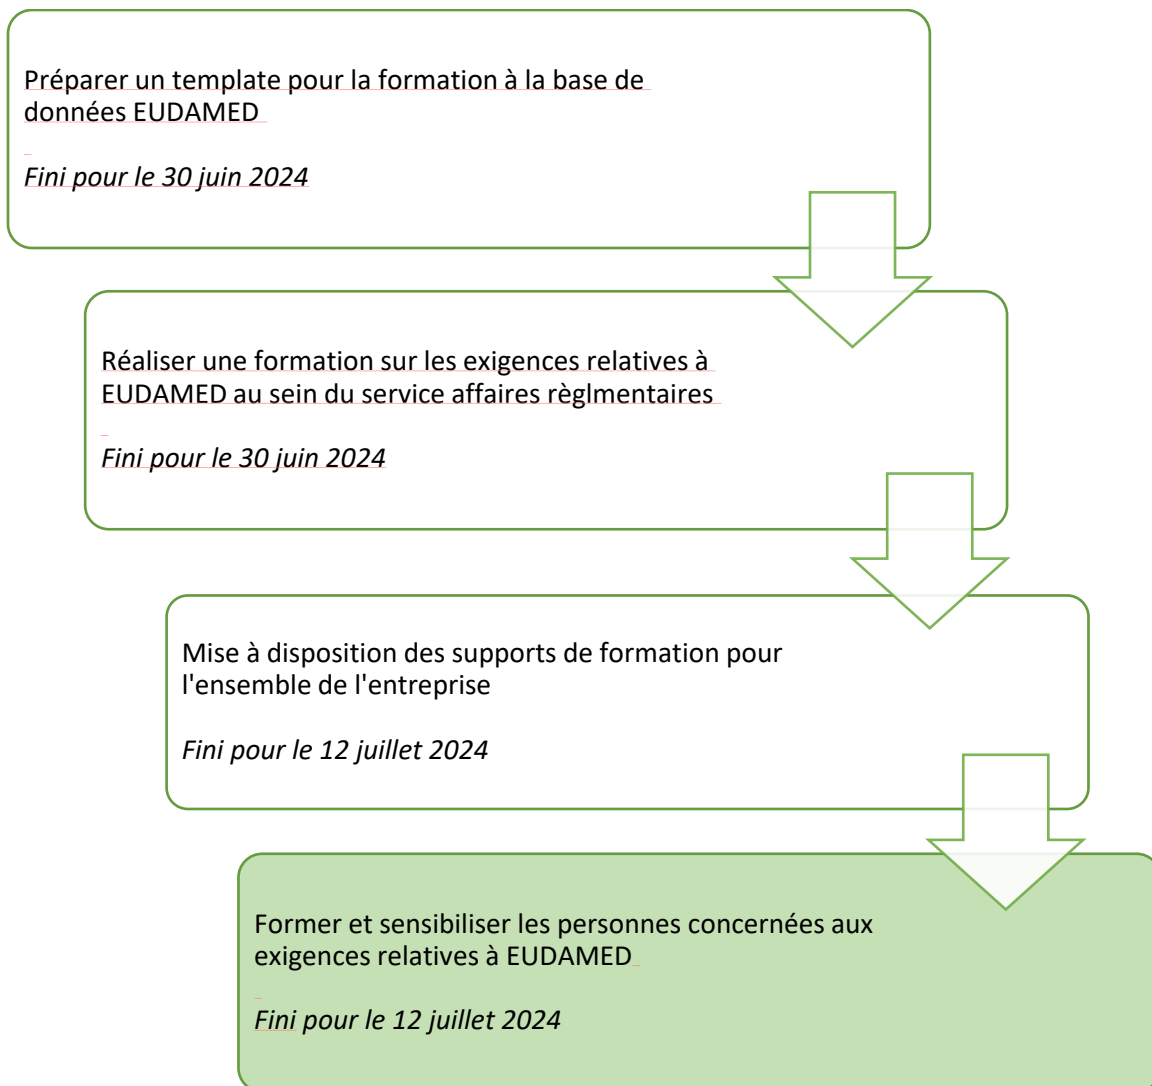 Préparer un template pour la formation à la base de
données EUDAMED
Fini pour le 30 juin 2024
Réaliser une formation sur les exigences relatives à
EUDAMED au sein du service affaires règlmentaires
Fini pour le 30 juin 2024
Mise à disposition des supports de formation pour
l'ensemble de l'entreprise
Fini pour le 12 juillet 2024
Former et sensibiliser les personnes concernées aux
exigences relatives à EUDAMED
Fini pour le 12 juillet 2024